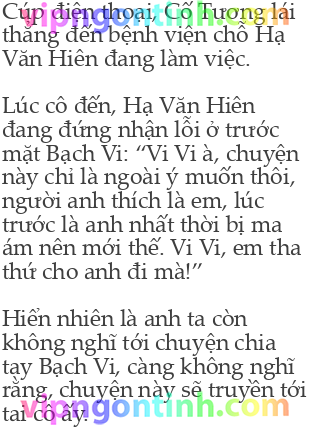 Cúp điện thoại, Cố Hương lái
thẳng đến bệnh viện chỗ Hạ
Văn Hiên đang làm việc.
Lúc cô đến, Hạ Văn Hiên
đang đứng nhận lỗi ở trước
mặt Bạch Vi: “Vi Vi à, chuyện
này chỉ là ngoài ý muốn thôi,
người anh thích là em, lúc
trước là anh nhất thời bị ma
ám nên mới thế. Vi Vi, em tha
thứ cho anh đi mà!”
Hiển nhiên là anh ta còn
không nghĩ tới chuyện chia
tay Bạch Vi, càng không nghĩ
rằng, chuyện này sẽ truyền tới
tai cô ấy.
vipngontinh.com
vipngontinh.com